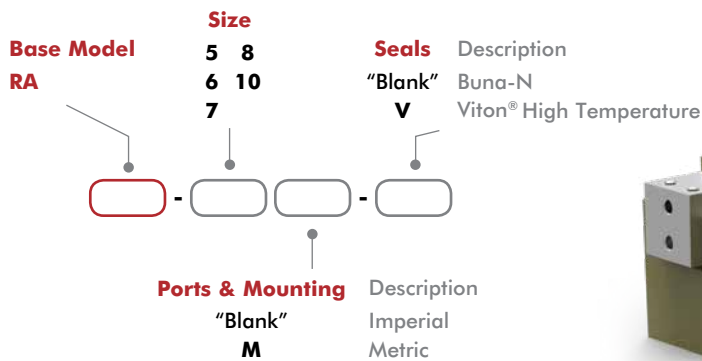 Size
Base Model 5 8 Seals Description
RA 6 10 "Blank" Buna-N
7 V Viton® High Temperature
- -
Ports & Mounting Description
"Blank" Imperial
M Metric